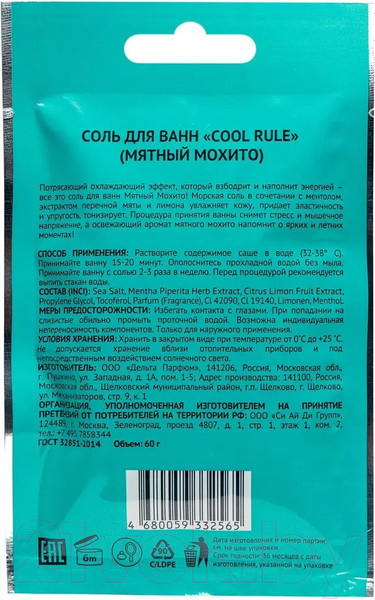 СОЛЬ ДЛЯ ВАНН «COOL RULE»
(МЯТНЫЙ МОХИТО)
Потрясающий охлаждающий эффект, который взбодрит и наполнит энергией –
все это соль для ванн Мятный Мохито! Морская соль в сочетании с ментолом,
экстрактом перечной мяты и лимона увлажняет кожу, придает эластичность
и упругость, тонизирует. Процедура принятия ванны снимет стресс и мышечное
напряжение, а освежающий аромат мятного мохито напомнит о ярких и летних
моментах!
СПОСОБ ПРИМЕНЕНИЯ: Растворите содержимое саше в воде (32-38° С).
Принимайте ванну 15-20 минут. Ополоснитесь прохладной водой без мыла.
Принимайте ванну с солью 2-3 раза в неделю. Перед процедурой рекомендуется
выпить стакан воды.
СОСТАВ (INCI): Sea Salt, Mentha Piperita Herb Extract, Citrus Limon Fruit Extract,
Propylene Glycol, Tocoferol, Parfum (Fragrance), CI 42090, CI 19140, Limonen, Menthol.
МЕРЫ ПРЕДОСТОРОЖНОСТИ: Избегать контакта с глазами. При попадании на
слизистые обильно промыть проточной водой. Возможна индивидуальная
непереносимость компонентов. Только для наружного применения.
УСЛОВИЯ ХРАНЕНИЯ: Хранить в закрытом виде при температуре от 0°С до +25 °С.
Не допускается хранение вблизи отопительных приборов и под
непосредственным воздействием солнечного света.
ИЗГОТОВИТЕЛЬ: ООО «Дельта Парфюм», 141206, Россия, Московская обл.,
г. Пушкино, ул. Западная, д. 1А, пом. 1-5; Адрес производства: 141100, Россия,
Московская обл., Щелковский муниципальный район, г.п. Щелково, г. Щелково,
ул. Механизаторов, стр. 9, к. 1
ОРГАНИЗАЦИЯ, УПОЛНОМОЧЕННАЯ ИЗГОТОВИТЕЛЕМ НА ПРИНЯТИЕ
ПРЕТЕНЗИЙ ОТ ПОТРЕБИТЕЛЕЙ НА ТЕРРИТОРИИ РФ: ООО «Си Ай Ди Групп»,
124489, г. Москва, Зеленоград, проезд 4807, д. 1, стр. 1, этаж 1, ком. 2,
тел.: +7 4957858344
ГОСТ 32851-2014 Объем: 60 г
4 680059 332565
EAC
6m
90
C/LDPE
Дата изготовления и номер партии:
см. на шве упаковки
Срок годности: 36 месяцев с даты
изготовления, указанной на упаковке.